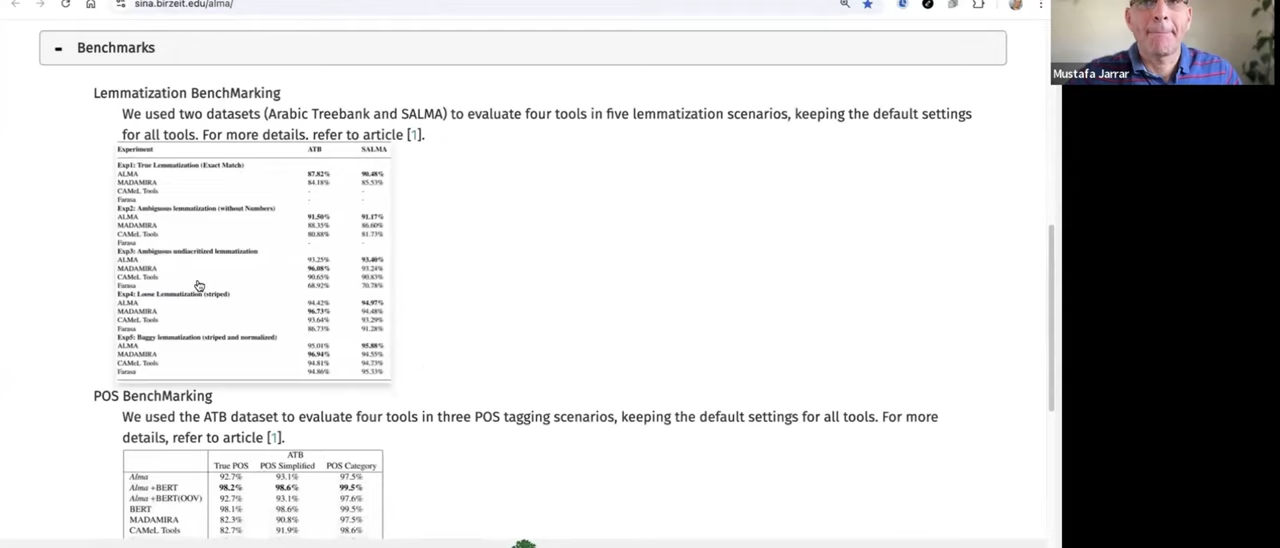 sina.birzeit.edu/alma/
- Benchmarks
Mustafa Jarrar
Lemmatization BenchMarking
We used two datasets (Arabic Treebank and SALMA) to evaluate four tools in five lemmatization scenarios, keeping the default settings
for all tools. For more details. refer to article [1].
Experiment ATB SALMA
Exp1: True Lemmatization (Exact Match)
ALMA 87.82% 90.48%
MADAMIRA 84.18% 85.53%
CAMeL Tools - -
Farasa - -
Exp2: Ambiguous lemmatization (without Numbers)
ALMA 91.50% 91.17%
MADAMIRA 88.35% 86.60%
CAMeL Tools 80.88% 81.73%
Farasa - -
Exp3: Ambiguous undiacritized lemmatization
ALMA 93.25% 93.40%
MADAMIRA 96.08% 93.24%
CAMeL Tools 90.65% 90.83%
Farasa 68.92% 70.78%
Exp4: Loose Lemmatization (striped)
ALMA 94.42% 94.97%
MADAMIRA 96.73% 94.48%
CAMeL Tools 93.64% 93.29%
Farasa 86.73% 91.28%
Exp5: Baggy lemmatization (striped and normalized)
ALMA 95.01% 95.88%
MADAMIRA 96.94% 94.55%
CAMeL Tools 94.81% 94.73%
Farasa 94.86% 95.33%
POS BenchMarking
We used the ATB dataset to evaluate four tools in three POS tagging scenarios, keeping the default settings for all tools. For more
details, refer to article [1].
ATB
True POS POS Simplified POS Category
Alma 92.7% 93.1% 97.5%
Alma +BERT 98.2% 98.6% 99.5%
Alma +BERT(OOV) 92.7% 93.1% 97.6%
BERT 98.1% 98.6% 99.5%
MADAMIRA 82.3% 90.8% 97.5%
CAMeL Tools 82.7% 91.9% 98.6%